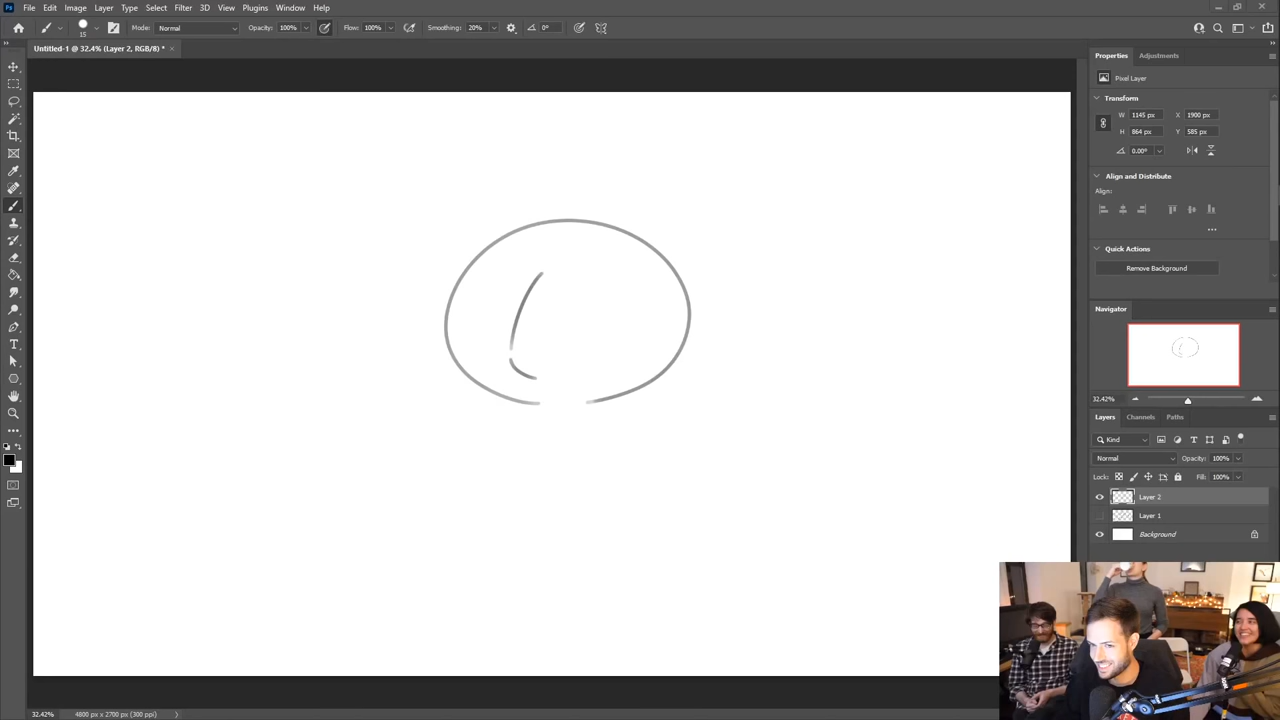 Ps File Edit Image Layer Type Select Filter 3D View Plugins Window Help
15 Mode: Normal Opacity: 100% Flow: 100% Smoothing: 20% 0°
Untitled-1 @ 32.4% (Layer 2, RGB/8) * ×
Properties Adjustments
Pixel Layer
Transform
W 1145 px X 1900 px
H 864 px Y 585 px
0.00°
Align and Distribute
Align:
Quick Actions
Remove Background
Navigator
32.42%
Layers Channels Paths
Kind
Normal Opacity: 100%
Lock: Fill: 100%
Layer 2
Layer 1
Background
32.42% 4800 px x 2700 px (300 ppi)